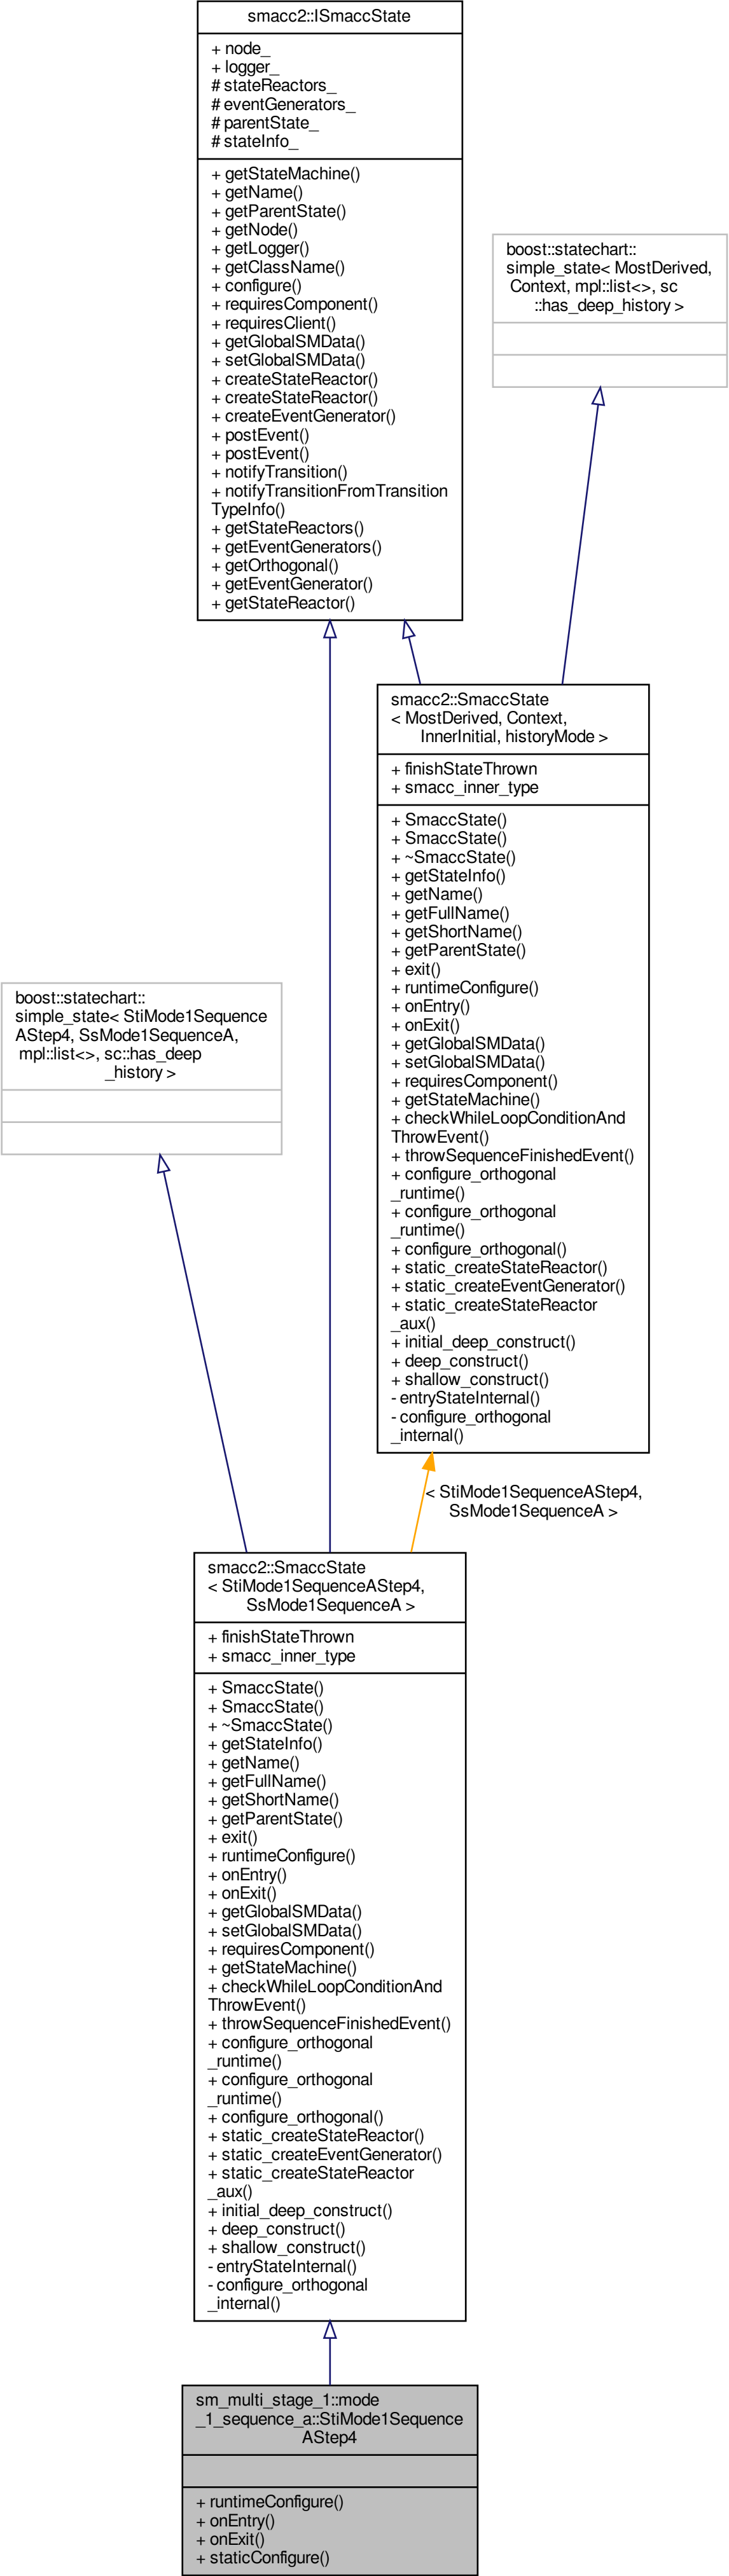 smacc2::ISmaccState
+ node_
+ logger_
# stateReactors_
# eventGenerators_
# parentState_
# stateInfo_
+ getStateMachine()
+ getName()
+ getParentState()
+ getNode()
+ getLogger()
+ getClassName()
+ configure()
+ requiresComponent()
+ requiresClient()
+ getGlobalSMData()
+ setGlobalSMData()
+ createStateReactor()
+ createStateReactor()
+ createEventGenerator()
+ postEvent()
+ postEvent()
+ notifyTransition()
+ notifyTransitionFromTransition
TypeInfo()
+ getStateReactors()
+ getEventGenerators()
+ getOrthogonal()
+ getEventGenerator()
+ getStateReactor()
boost::statechart::
simple_state< MostDerived,
Context, mpl::list<>, sc
::has_deep_history >
smacc2::SmaccState
< MostDerived, Context,
InnerInitial, historyMode >
+ finishStateThrown
+ smacc_inner_type
+ SmaccState()
+ SmaccState()
+ ~SmaccState()
+ getStateInfo()
+ getName()
+ getFullName()
+ getShortName()
+ getParentState()
+ exit()
+ runtimeConfigure()
+ onEntry()
+ onExit()
+ getGlobalSMData()
+ setGlobalSMData()
+ requiresComponent()
+ getStateMachine()
+ checkWhileLoopConditionAnd
ThrowEvent()
+ throwSequenceFinishedEvent()
+ configure_orthogonal
_runtime()
+ configure_orthogonal
_runtime()
+ configure_orthogonal()
+ static_createStateReactor()
+ static_createEventGenerator()
+ static_createStateReactor
_aux()
+ initial_deep_construct()
+ deep_construct()
+ shallow_construct()
- entryStateInternal()
- configure_orthogonal
_internal()
boost::statechart::
simple_state< StiMode1Sequence
AStep4, SsMode1SequenceA,
mpl::list<>, sc::has_deep
_history >
< StiMode1SequenceAStep4,
SsMode1SequenceA >
smacc2::SmaccState
< StiMode1SequenceAStep4,
SsMode1SequenceA >
+ finishStateThrown
+ smacc_inner_type
+ SmaccState()
+ SmaccState()
+ ~SmaccState()
+ getStateInfo()
+ getName()
+ getFullName()
+ getShortName()
+ getParentState()
+ exit()
+ runtimeConfigure()
+ onEntry()
+ onExit()
+ getGlobalSMData()
+ setGlobalSMData()
+ requiresComponent()
+ getStateMachine()
+ checkWhileLoopConditionAnd
ThrowEvent()
+ throwSequenceFinishedEvent()
+ configure_orthogonal
_runtime()
+ configure_orthogonal
_runtime()
+ configure_orthogonal()
+ static_createStateReactor()
+ static_createEventGenerator()
+ static_createStateReactor
_aux()
+ initial_deep_construct()
+ deep_construct()
+ shallow_construct()
- entryStateInternal()
- configure_orthogonal
_internal()
sm_multi_stage_1::mode
_1_sequence_a::StiMode1Sequence
AStep4
+ runtimeConfigure()
+ onEntry()
+ onExit()
+ staticConfigure()